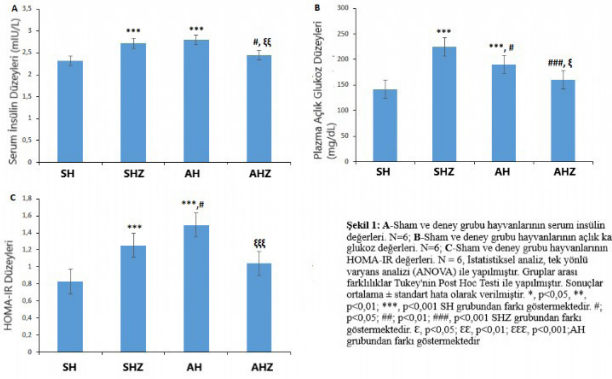 A
Serum İnsülin Düzeyleri (mIU/L)
3,5
3
2,5
2
1,5
1
0,5
0
***
***
#, ξξ
SH
SHZ
AH
AHZ
B
Plazma Açlık Glukoz Düzeyleri
(mg/dL)
300
250
200
150
100
50
0
***
***, #
###, ξ
SH
SHZ
AH
AHZ
C
HOMA-IR Düzeyleri
1,8
1,6
1,4
1,2
1
0,8
0,6
0,4
0,2
0
***
***,#
ξξξ
SH
SHZ
AH
AHZ
Şekil 1: A-Sham ve deney grubu hayvanlarının serum insülin
değerleri. N=6; B-Sham ve deney grubu hayvanlarının açlık ka
glukoz değerleri. N=6; C-Sham ve deney grubu hayvanlarının
HOMA-IR değerleri. N = 6, İstatistiksel analiz, tek yönlü
varyans analizi (ANOVA) ile yapılmıştır. Gruplar arası
farklılıklar Tukey'nin Post Hoc Testi ile yapılmıştır. Sonuçlar
ortalama ± standart hata olarak verilmiştir. *, p<0,05, **,
p<0,01; ***, p<0,001 SH grubundan farkı göstermektedir. #;
p<0,05; ##; p<0,01; ###, p<0,001 SHZ grubundan farkı
göstermektedir. Ɛ, p<0,05; ƐƐ, p<0,01; ƐƐƐ, p<0,001;AH
grubundan farkı göstermektedir